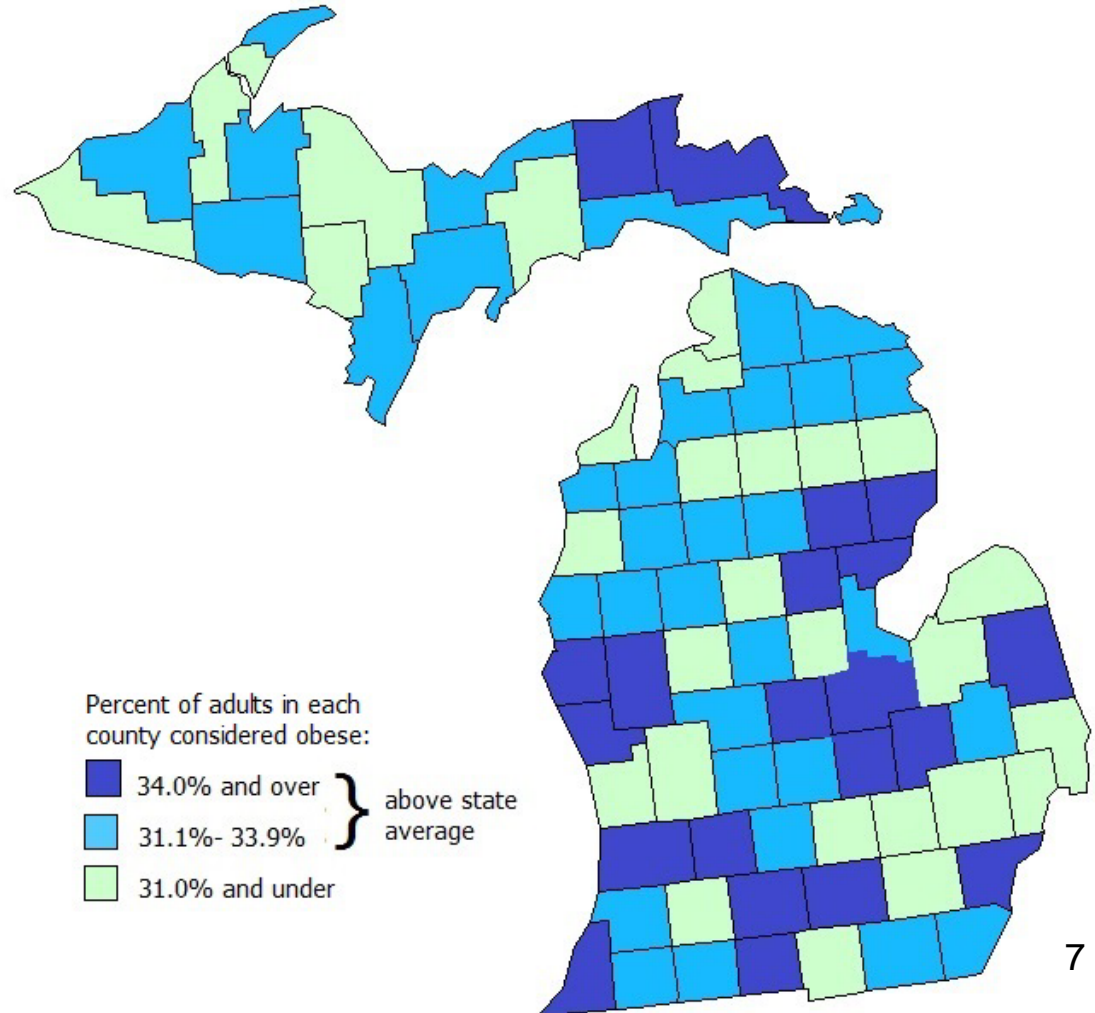 Percent of adults in each
county considered obese:
34.0% and over
31.1%- 33.9%
31.0% and under
} above state
average
7